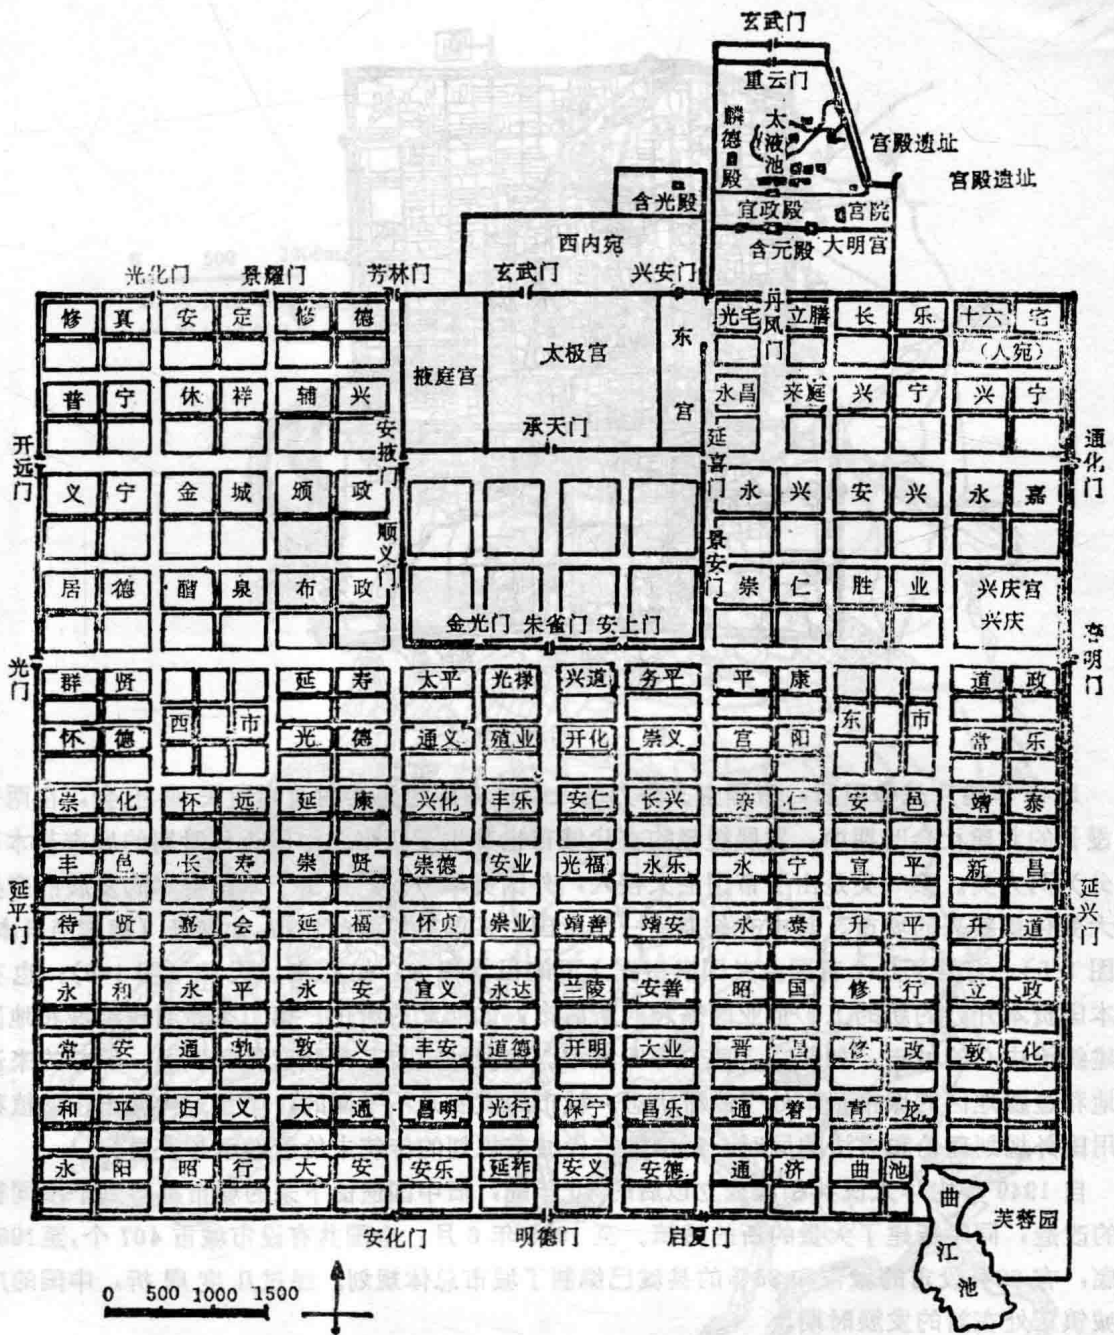 玄武门
重云门
麟德殿
太液池
宫殿遗址
宫殿遗址
宜政殿
宫院
含光殿
含元殿
大明宫
西内宛
光化门
景耀门
芳林门
玄武门
兴安门
丹凤门
修真 安定 修德
光宅 立膳 长乐 十六宅
(人宛)
太极宫
东宫
掖庭宫
普宁 休祥 辅兴
永昌 来庭 兴宁 兴宁
承天门
安掖门
延喜门
开远门
通化门
义宁 金城 颁政
永兴 安兴 永嘉
顺义门
景安门
居德 醴泉 布政
崇仁 胜业 兴庆宫
兴庆
金光门 朱雀门 安上门
光门
明门
群贤 延寿 太平 光禄 兴道 务平 平康 道政
西市 东市
怀德 光德 通义 殖业 开化 崇义 宫阳 常乐
崇化 怀远 延康 兴化 丰乐 安仁 长兴 亲仁 安邑 靖泰
丰邑 长寿 崇贤 崇德 安业 光福 永乐 永宁 宣平 新昌
延平门
延兴门
待贤 嘉会 延福 怀贞 崇业 靖善 靖安 永泰 升平 升道
永和 永平 永安 宜义 永达 兰陵 安善 昭国 修行 立政
常安 通轨 敦义 丰安 道德 开明 大业 晋昌 修政 敦化
和平 归义 大通 昌明 光行 保宁 昌乐 通 青龙
永阳 昭行 大安 安乐 延祚 安义 安德 通济 曲池
曲江池
芙蓉园
安化门
明德门
启夏门
0 500 1000 1500